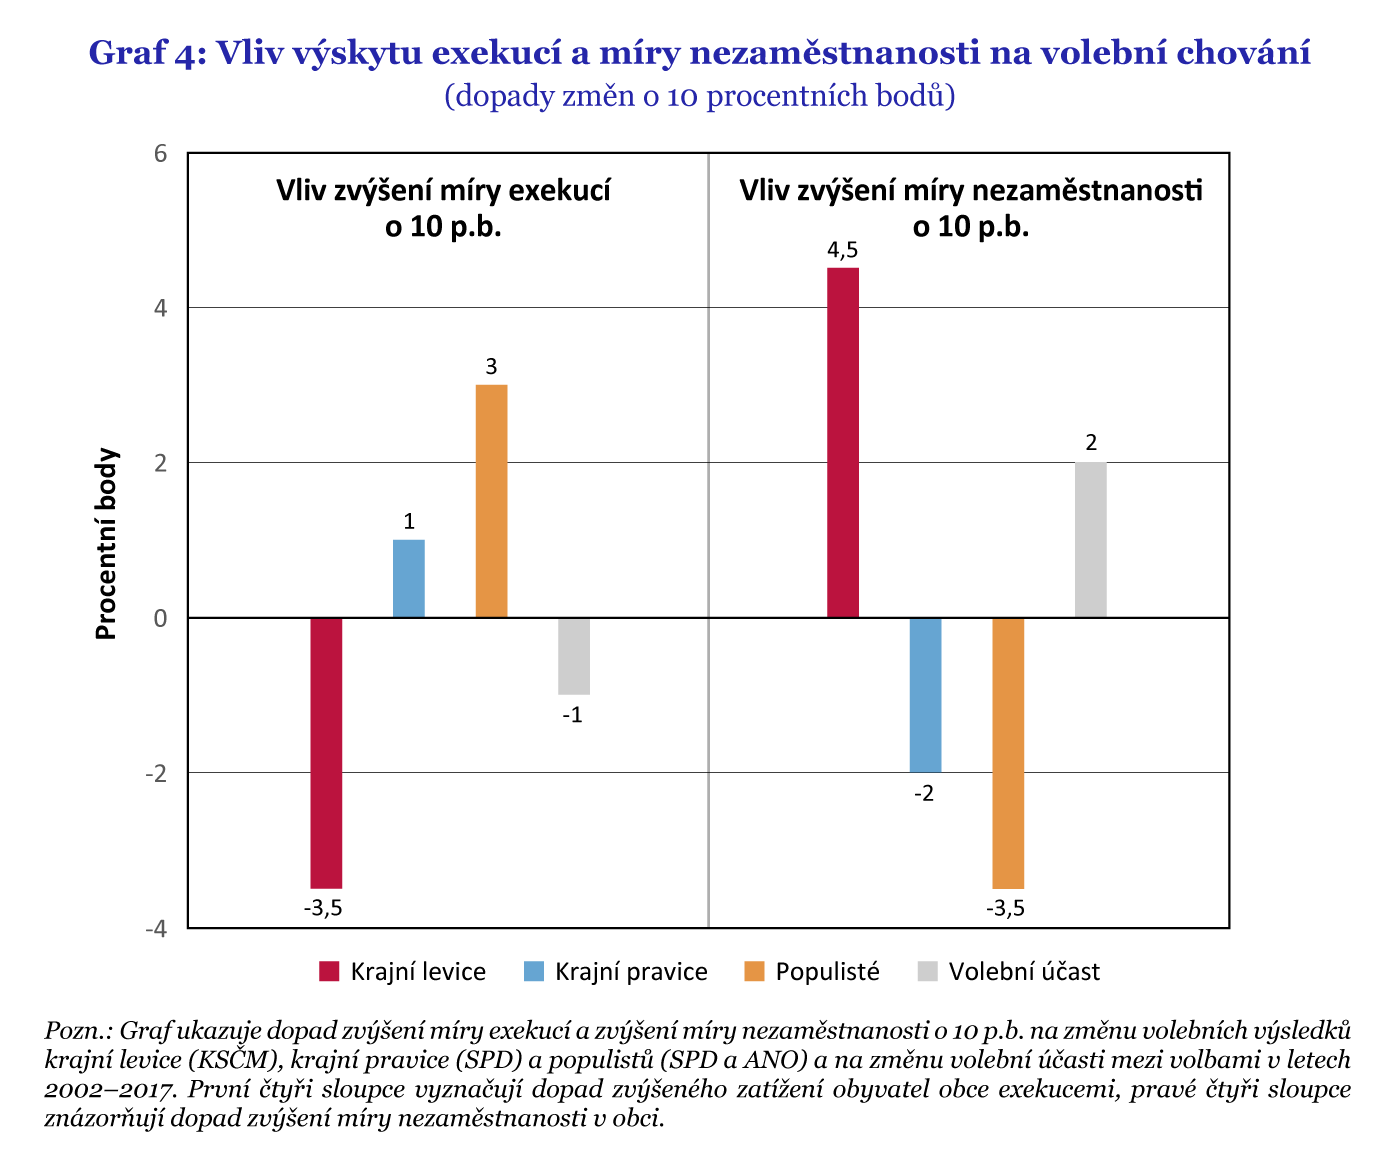 Graf 4: Vliv výskytu exekucí a míry nezaměstnanosti na volební chování
(dopady změn o 10 procentních bodů)
Procentní body
6
4
2
0
-2
-4
Vliv zvýšení míry exekucí
o 10 p.b.
-3,5
1
3
-1
Vliv zvýšení míry nezaměstnanosti
o 10 p.b.
4,5
-2
-3,5
2
Krajní levice
Krajní pravice
Populisté
Volební účast
Pozn.: Graf ukazuje dopad zvýšení míry exekucí a zvýšení míry nezaměstnanosti o 10 p.b. na změnu volebních výsledků
krajní levice (KSČM), krajní pravice (SPD) a populistů (SPD a ANO) a na změnu volební účasti mezi volbami v letech
2002–2017. První čtyři sloupce vyznačují dopad zvýšeného zatížení obyvatel obce exekucemi, pravé čtyři sloupce
znázorňují dopad zvýšení míry nezaměstnanosti v obci.